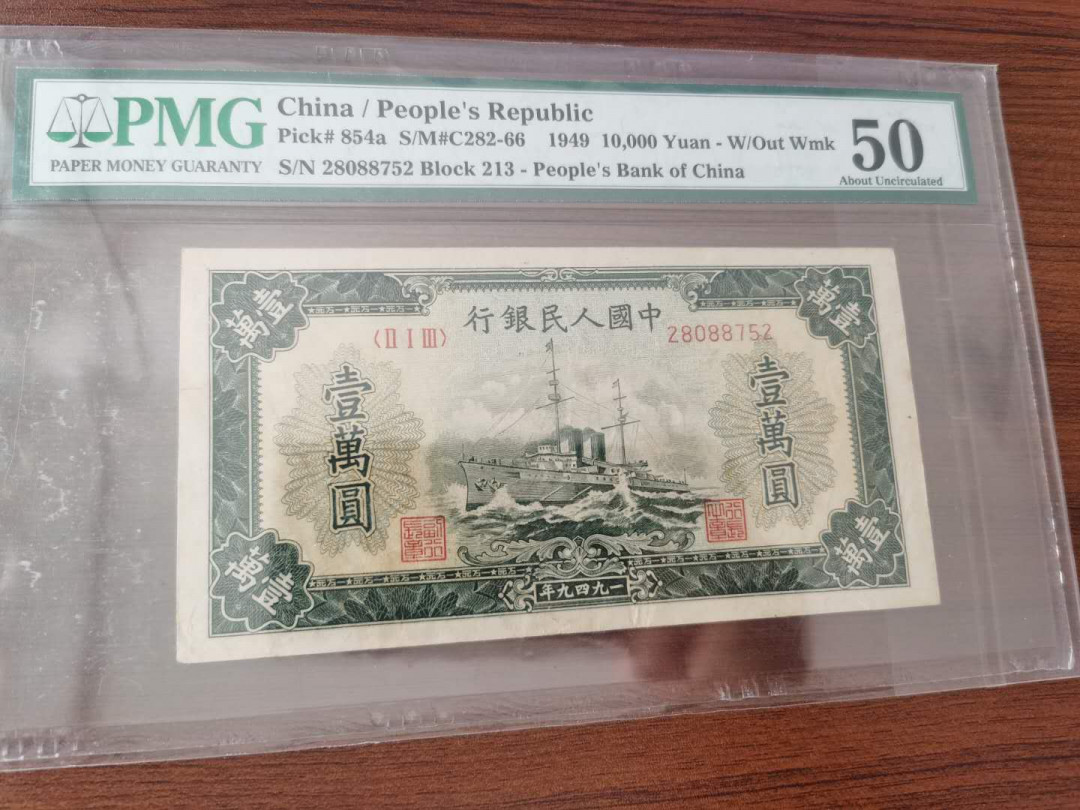 PMG
PAPER MONEY GUARANTY
China / People's Republic
Pick# 854a S/M#C282-66 1949 10,000 Yuan - W/Out Wmk
S/N 28088752 Block 213 - People's Bank of China
50
About Uncirculated
壹萬
壹萬
行銀民人國中
〈II I III〉
28088752
壹萬圓
壹萬圓
壹萬
壹萬
年九四九一